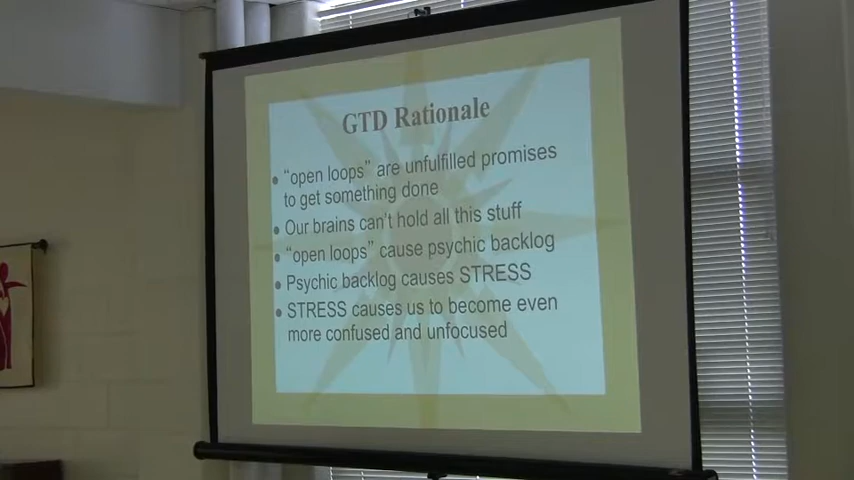 GTD Rationale
• "open loops" are unfulfilled promises
to get something done
• Our brains can't hold all this stuff
• "open loops" cause psychic backlog
• Psychic backlog causes STRESS
• STRESS causes us to become even
more confused and unfocused